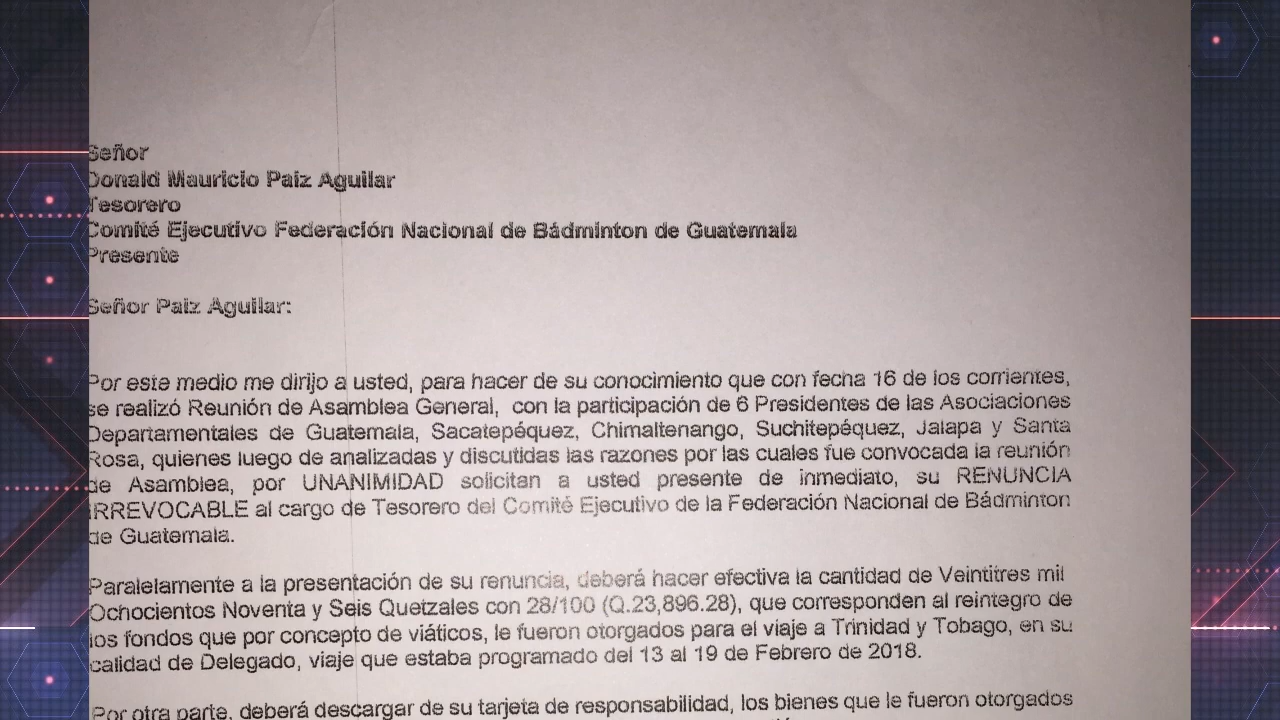 Señor
Donald Mauricio Paiz Aguilar
Tesorero
Comité Ejecutivo Federación Nacional de Bádminton de Guatemala
Presente
Señor Paiz Aguilar:
Por este medio me dirijo a usted, para hacer de su conocimiento que con fecha 16 de los corrientes,
se realizó Reunión de Asamblea General, con la participación de 6 Presidentes de las Asociaciones
Departamentales de Guatemala, Sacatepéquez, Chimaltenango, Suchitepéquez, Jalapa y Santa
Rosa, quienes luego de analizadas y discutidas las razones por las cuales fue convocada la reunión
de Asamblea, por UNANIMIDAD solicitan a usted presente de inmediato, su RENUNCIA
IRREVOCABLE al cargo de Tesorero del Comité Ejecutivo de la Federación Nacional de Bádminton
de Guatemala.
Paralelamente a la presentación de su renuncia, deberá hacer efectiva la cantidad de Veintitres mil
Ochocientos Noventa y Seis Quetzales con 28/100 (Q.23,896.28), que corresponden al reintegro de
los fondos que por concepto de viáticos, le fueron otorgados para el viaje a Trinidad y Tobago, en su
calidad de Delegado, viaje que estaba programado del 13 al 19 de Febrero de 2018.
Por otra parte, deberá descargar de su tarjeta de responsabilidad, los bienes que le fueron otorgados